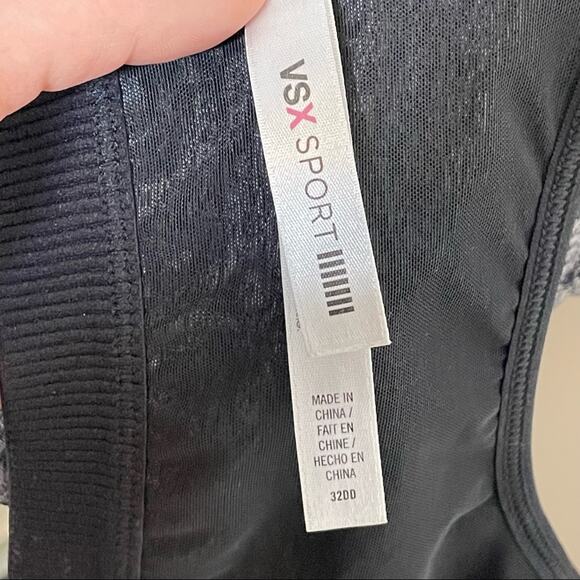 VSX SPORT
MADE IN
CHINA /
FAIT EN
CHINE /
HECHO EN
CHINA
32DD